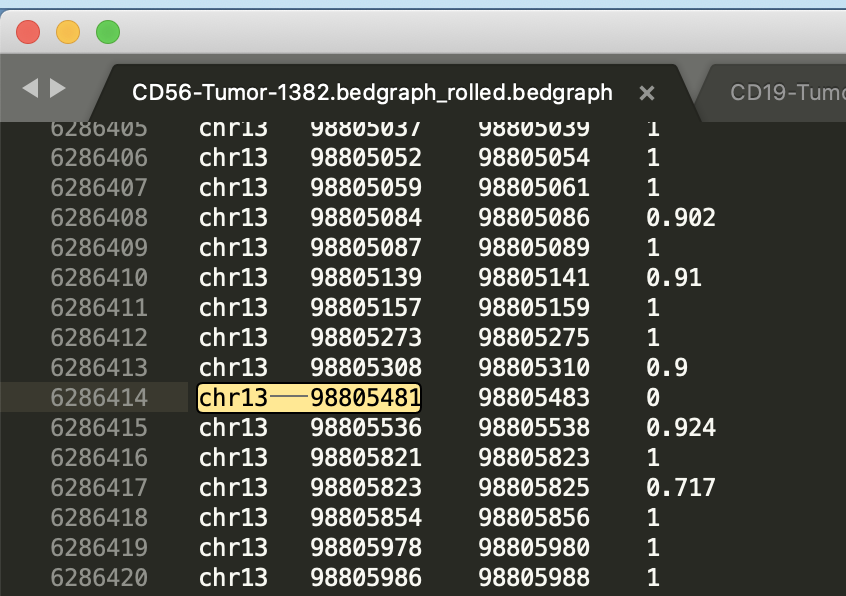 CD56-Tumor-1382.bedgraph_rolled.bedgraph × CD19-Tumo
6286405 chr13 98805037 98805039 1
6286406 chr13 98805052 98805054 1
6286407 chr13 98805059 98805061 1
6286408 chr13 98805084 98805086 0.902
6286409 chr13 98805087 98805089 1
6286410 chr13 98805139 98805141 0.91
6286411 chr13 98805157 98805159 1
6286412 chr13 98805273 98805275 1
6286413 chr13 98805308 98805310 0.9
6286414 chr13 98805481 98805483 0
6286415 chr13 98805536 98805538 0.924
6286416 chr13 98805821 98805823 1
6286417 chr13 98805823 98805825 0.717
6286418 chr13 98805854 98805856 1
6286419 chr13 98805978 98805980 1
6286420 chr13 98805986 98805988 1